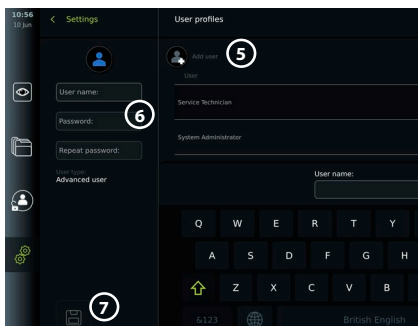 10:56
10 Jun
Settings
User profiles
Add user
5
User
User name:
Password:
6
Repeat password:
User type:
Advanced user
Service Technician
System Administrator
User name:
Q W E R T Y
A S D F G H
Z X C V B
&123
British English
7